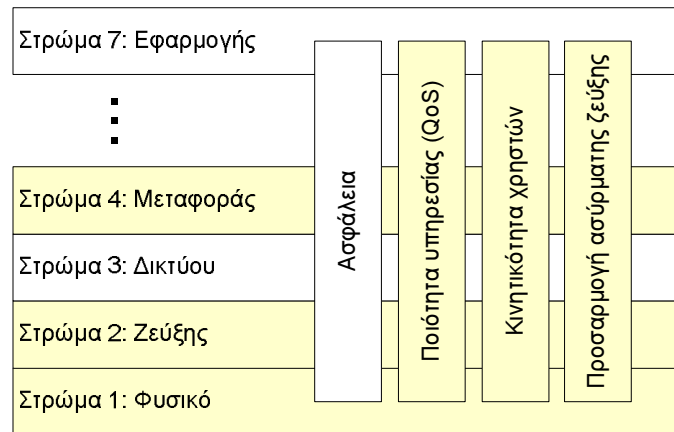 Στρώμα 7: Εφαρμογής
Στρώμα 4: Μεταφοράς
Στρώμα 3: Δικτύου
Στρώμα 2: Ζεύξης
Στρώμα 1: Φυσικό
Ασφάλεια
Ποιότητα υπηρεσίας (QoS)
Κινητικότητα χρηστών
Προσαρμογή ασύρματης ζεύξης